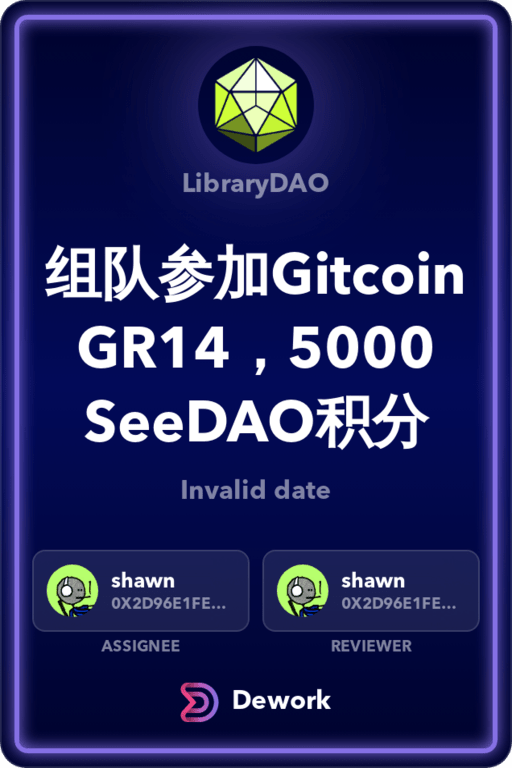 LibraryDAO
组队参加Gitcoin
GR14，5000
SeeDAO积分
Invalid date
shawn
0X2D96E1FE...
ASSIGNEE
shawn
0X2D96E1FE...
REVIEWER
Dework